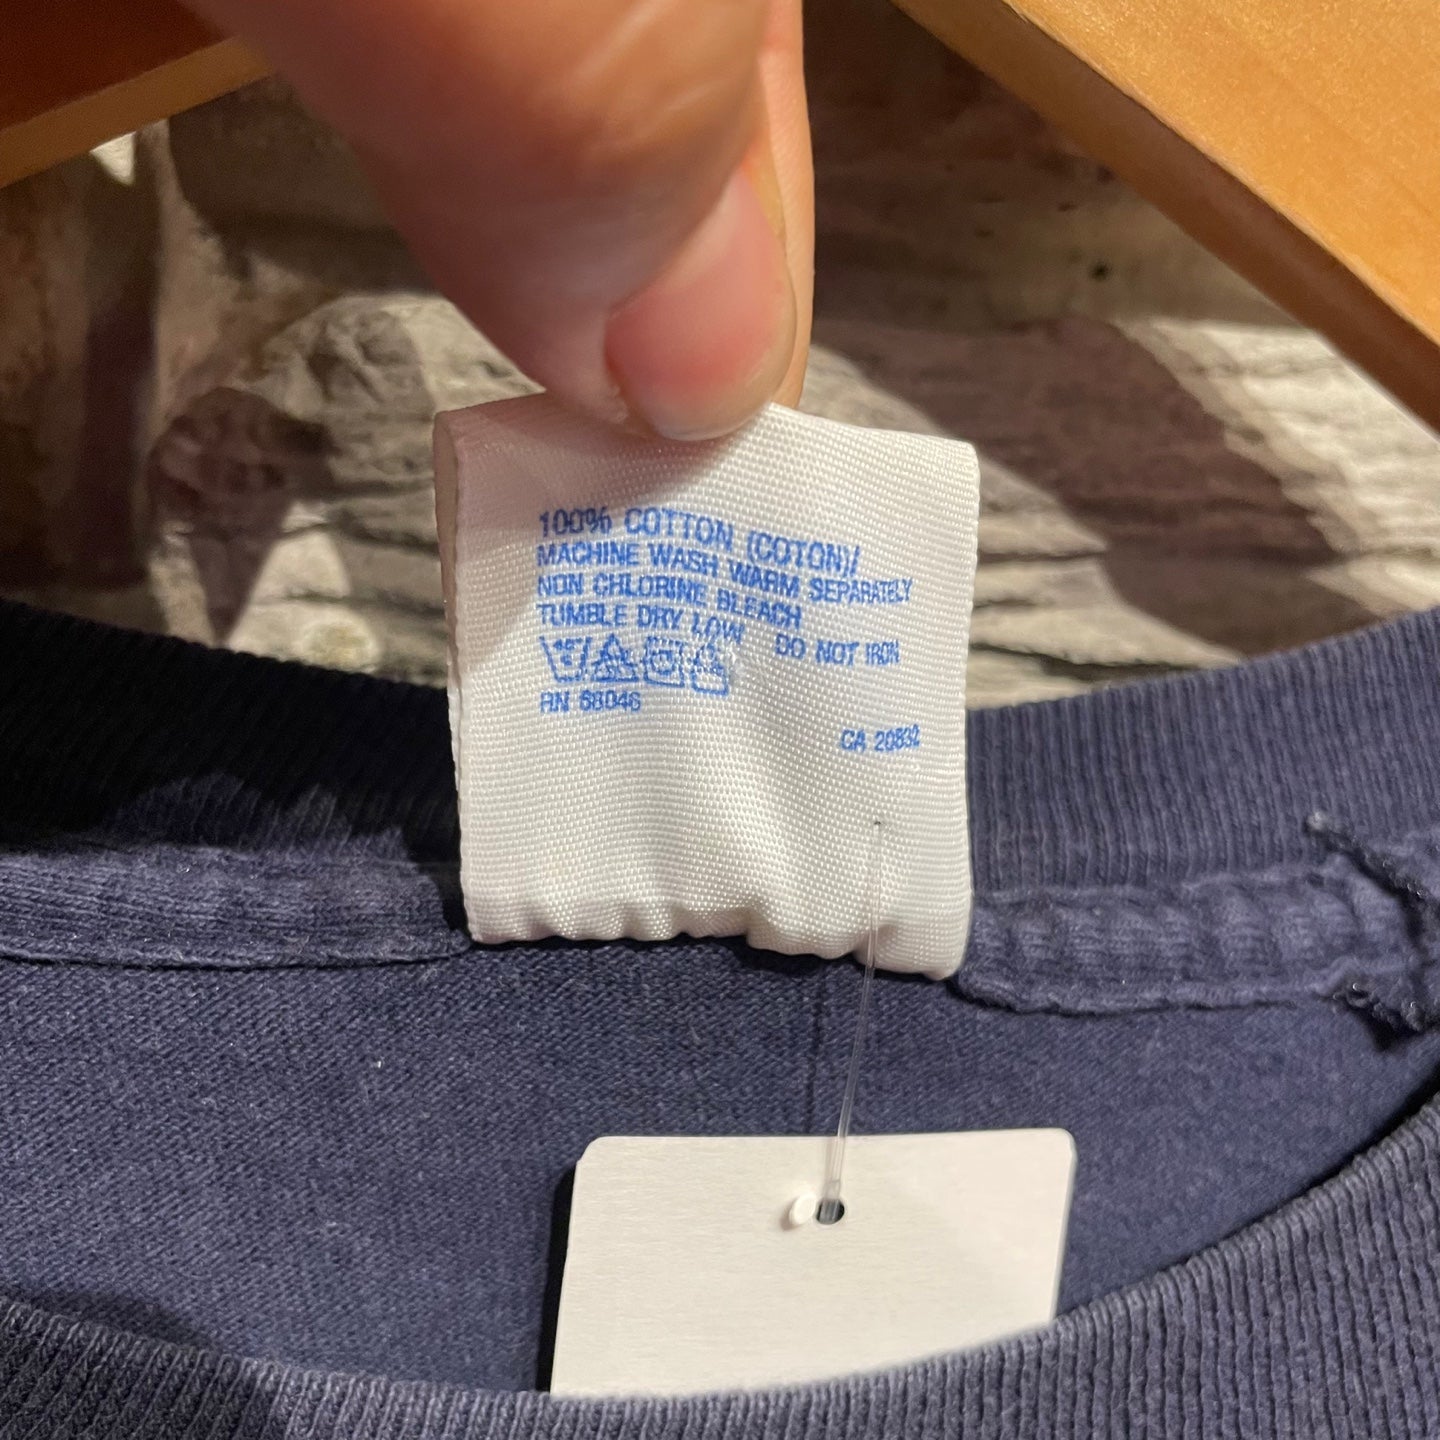 100% COTTON (COTON)/
MACHINE WASH WARM SEPARATELY
NON CHLORINE BLEACH
TUMBLE DRY LOW DO NOT IRON
RN 68046
CA 20832